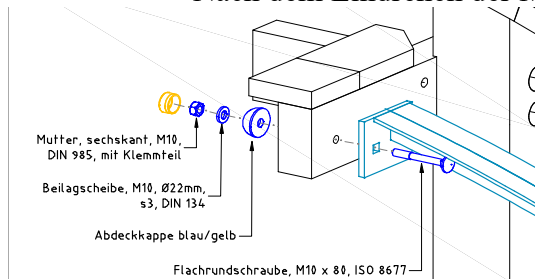 Mutter, sechskant, M10,
DIN 985, mit Klemmteil
Beilagscheibe, M10, Ø22mm,
s3, DIN 134
Abdeckkappe blau/gelb
Flachrundschraube, M10 x 80, ISO 8677